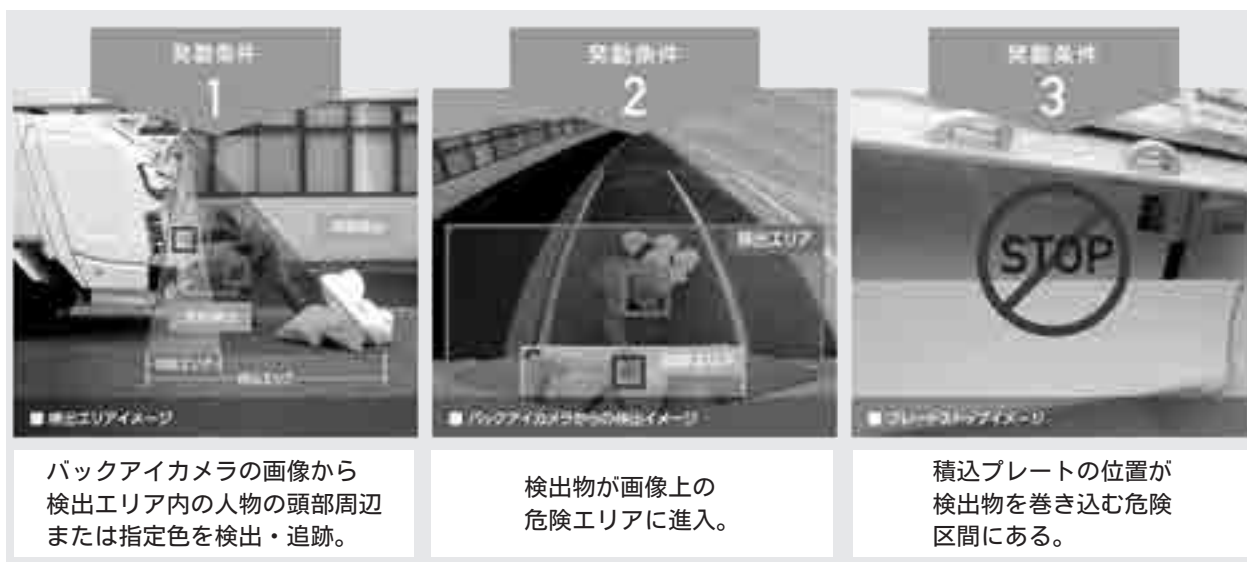 発動条件
1
発動条件
2
発動条件
3
検出エリア
STOP
■ 検出エリアイメージ
■ バックアイカメラからの検出イメージ
■ プレートストップイメージ
バックアイカメラの画像から
検出エリア内の人物の頭部周辺
または指定色を検出・追跡。
検出物が画像上の
危険エリアに進入。
積込プレートの位置が
検出物を巻き込む危険
区間にある。